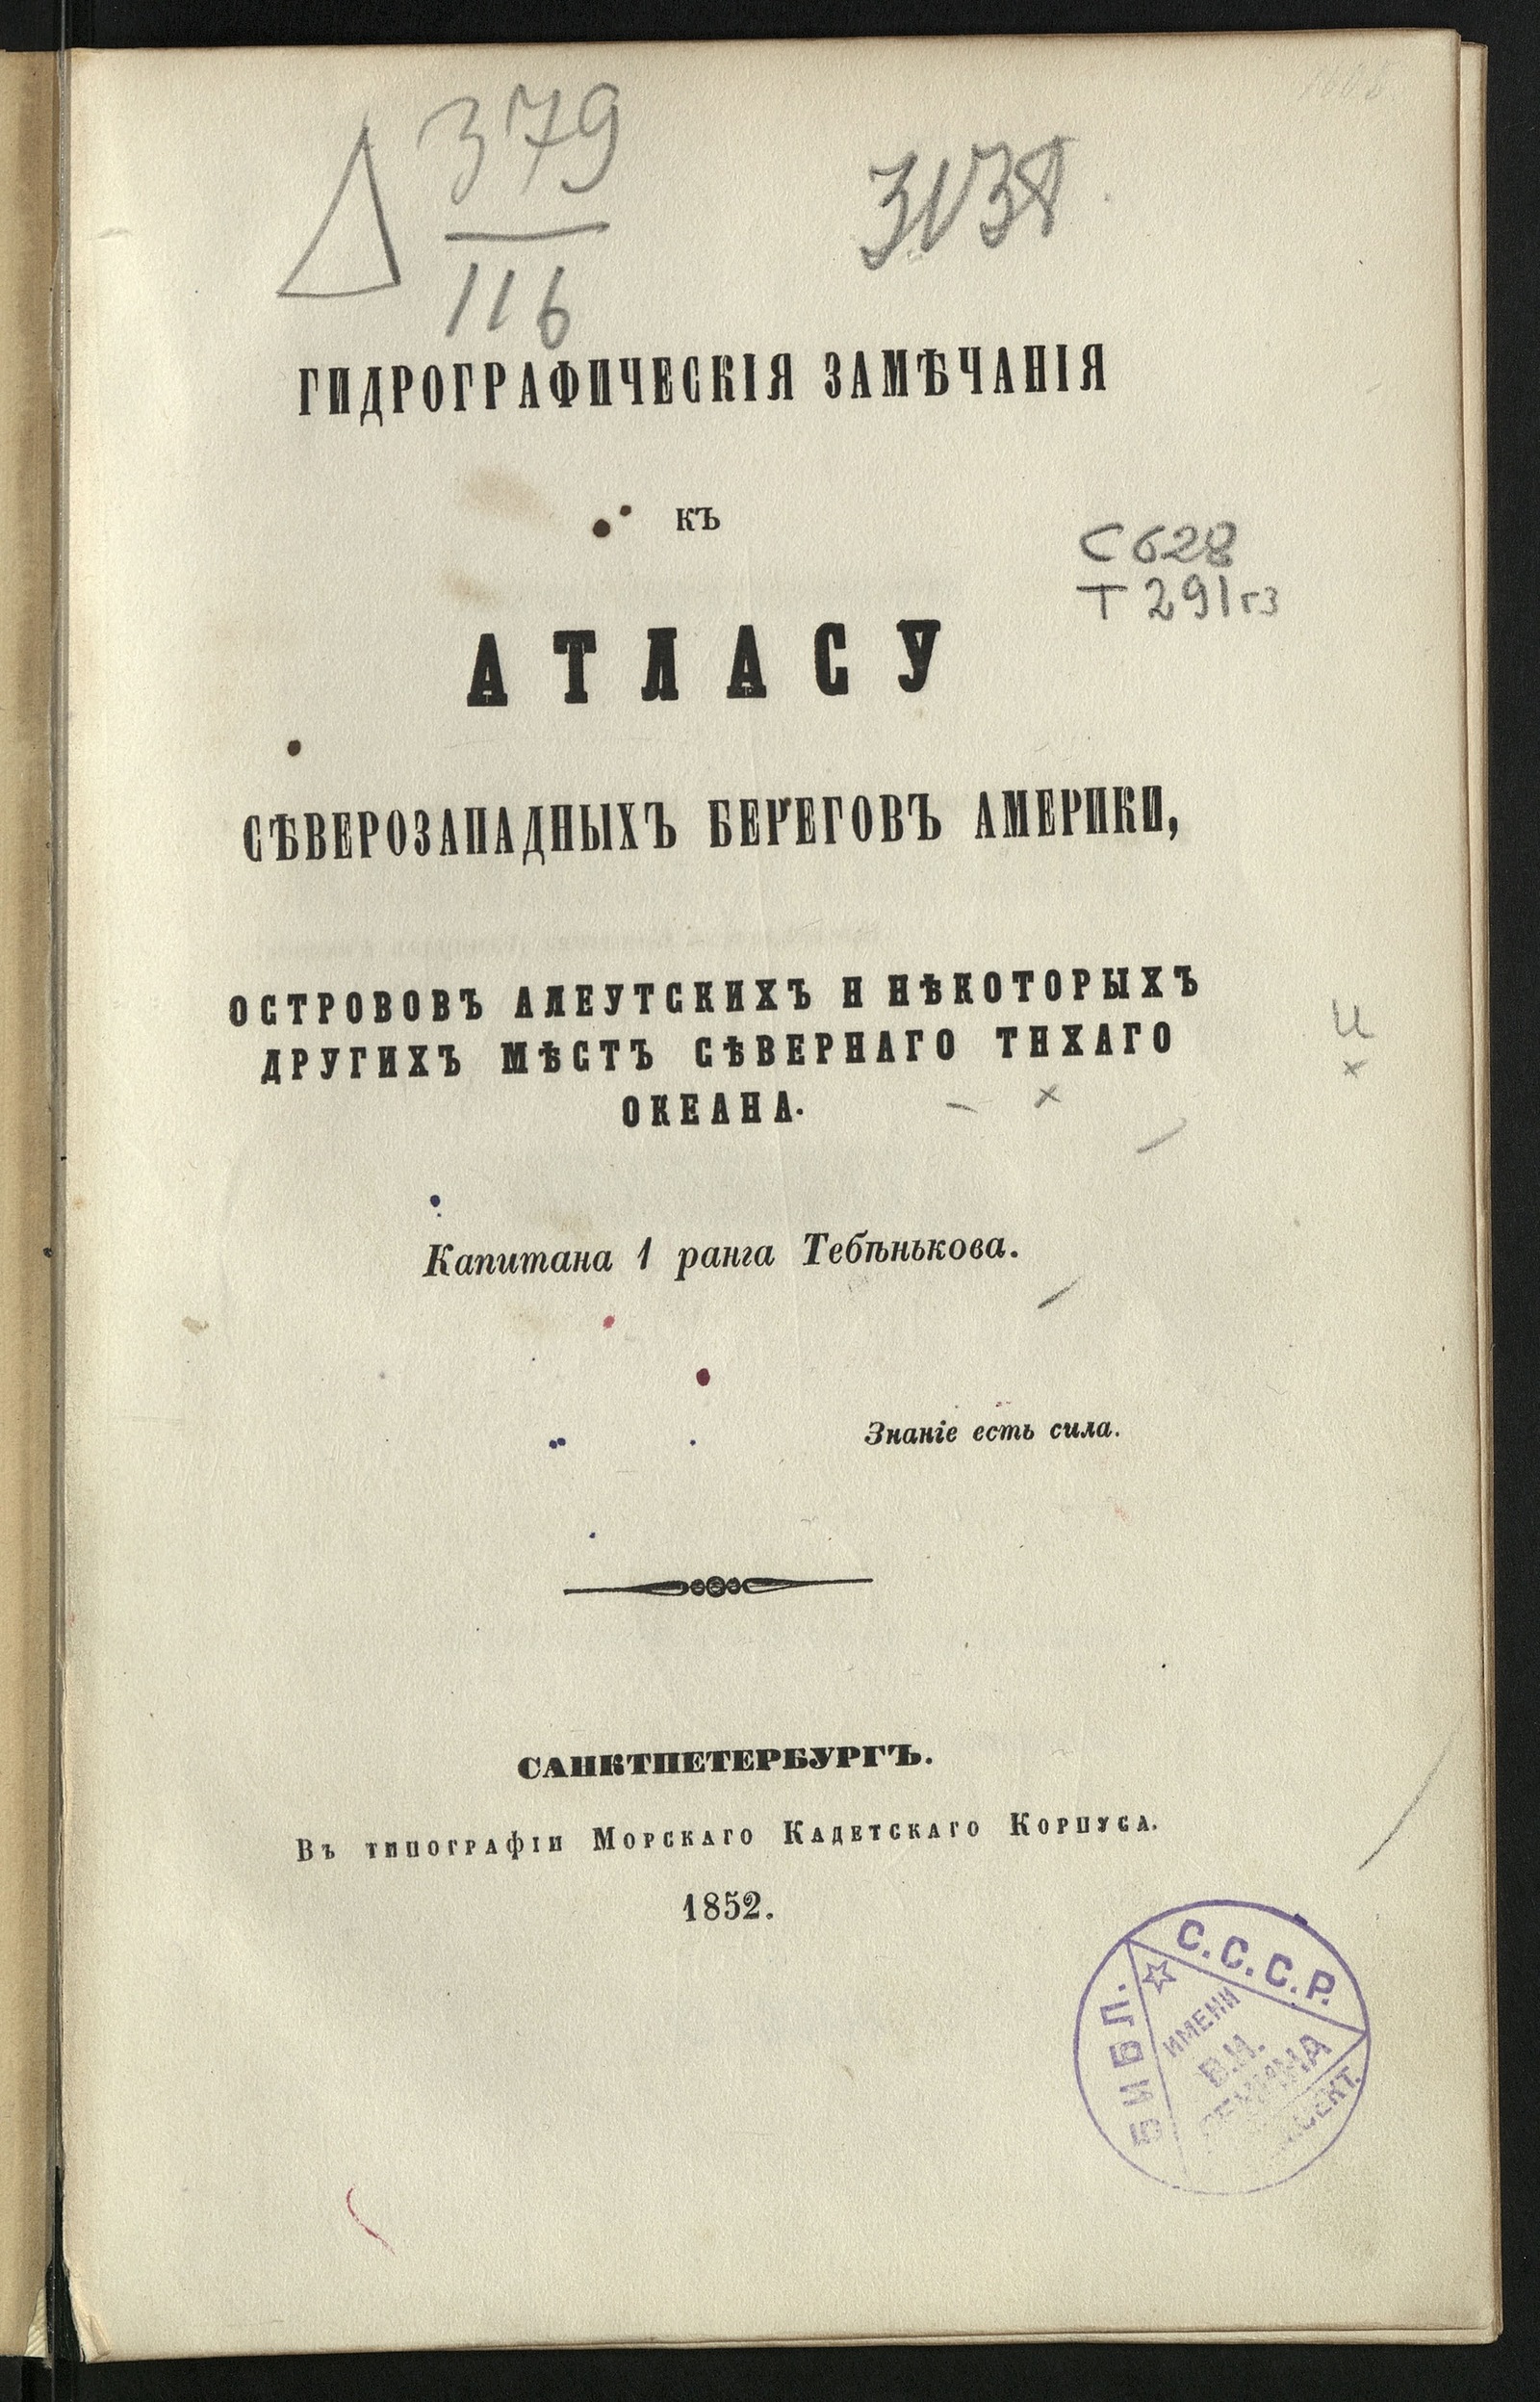 379
3138
116
ГИДРОГРАФИЧЕСКІЯ ЗАМѢЧАНІЯ
КЪ
С628
Т291гз
АТЛАСУ
СѢВЕРОЗАПАДНЫХЪ БЕРЕГОВЪ АМЕРИКИ,
ОСТРОВОВЪ АЛЕУТСКИХЪ И НѢКОТОРЫХЪ
ДРУГИХЪ МѢСТЪ СѢВЕРНАГО ТИХАГО
ОКЕАНА.
Капитана 1 ранга Тебѣнькова.
Знаніе есть сила.
САНКТПЕТЕРБУРГЪ.
Въ типографіи Морскаго Кадетскаго Корпуса.
1852.
С.С.С.Р.
БИБЛ.
ИМЕНИ
В.И.
ЛЕНИНА